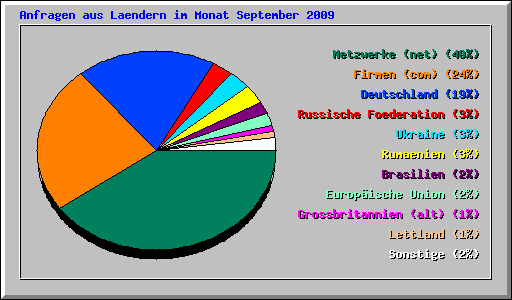 Anfragen aus Laendern im Monat September 2009
Netzwerke (net) (40%)
Firmen (com) (24%)
Deutschland (19%)
Russische Foederation (3%)
Ukraine (3%)
Rumaenien (3%)
Brasilien (2%)
Europäische Union (2%)
Grossbritannien (alt) (1%)
Lettland (1%)
Sonstige (2%)